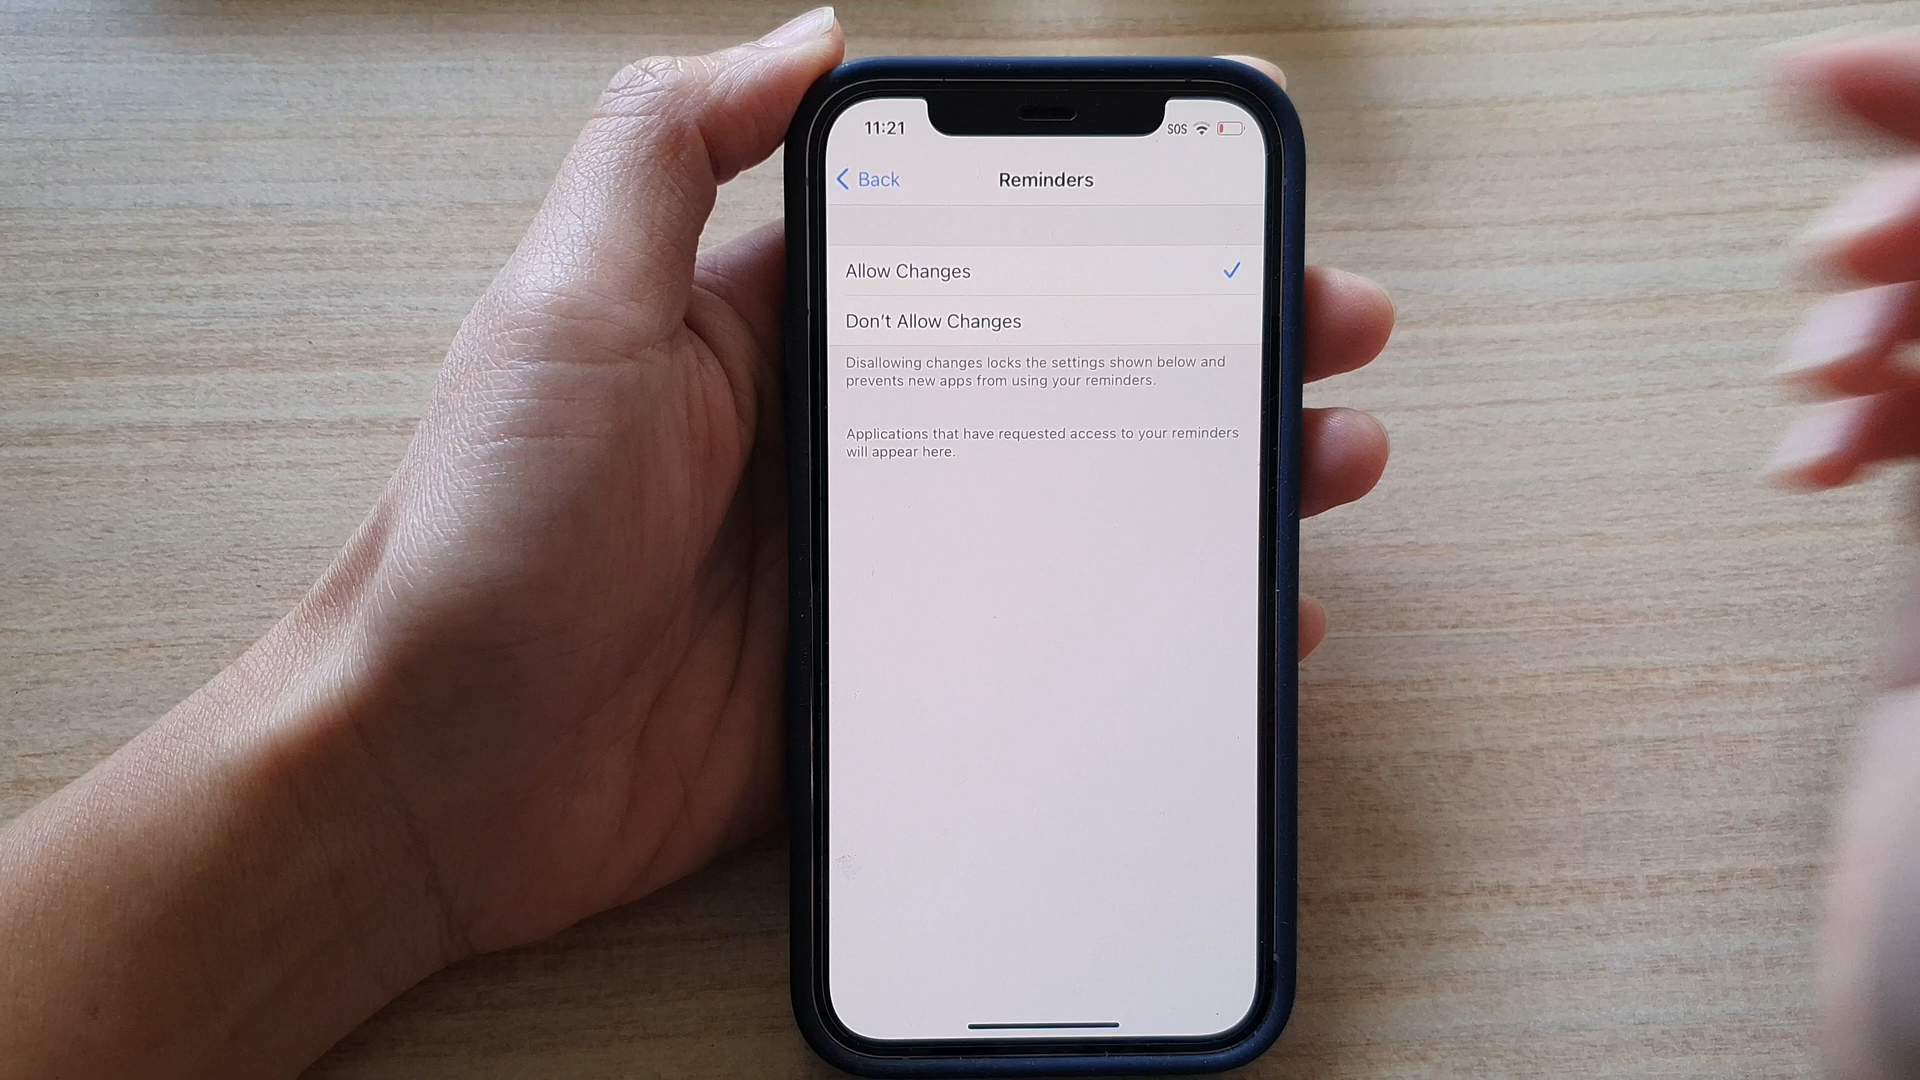 11:21
SOS
Back
Reminders
Allow Changes
Don't Allow Changes
Disallowing changes locks the settings shown below and
prevents new apps from using your reminders.
Applications that have requested access to your reminders
will appear here.